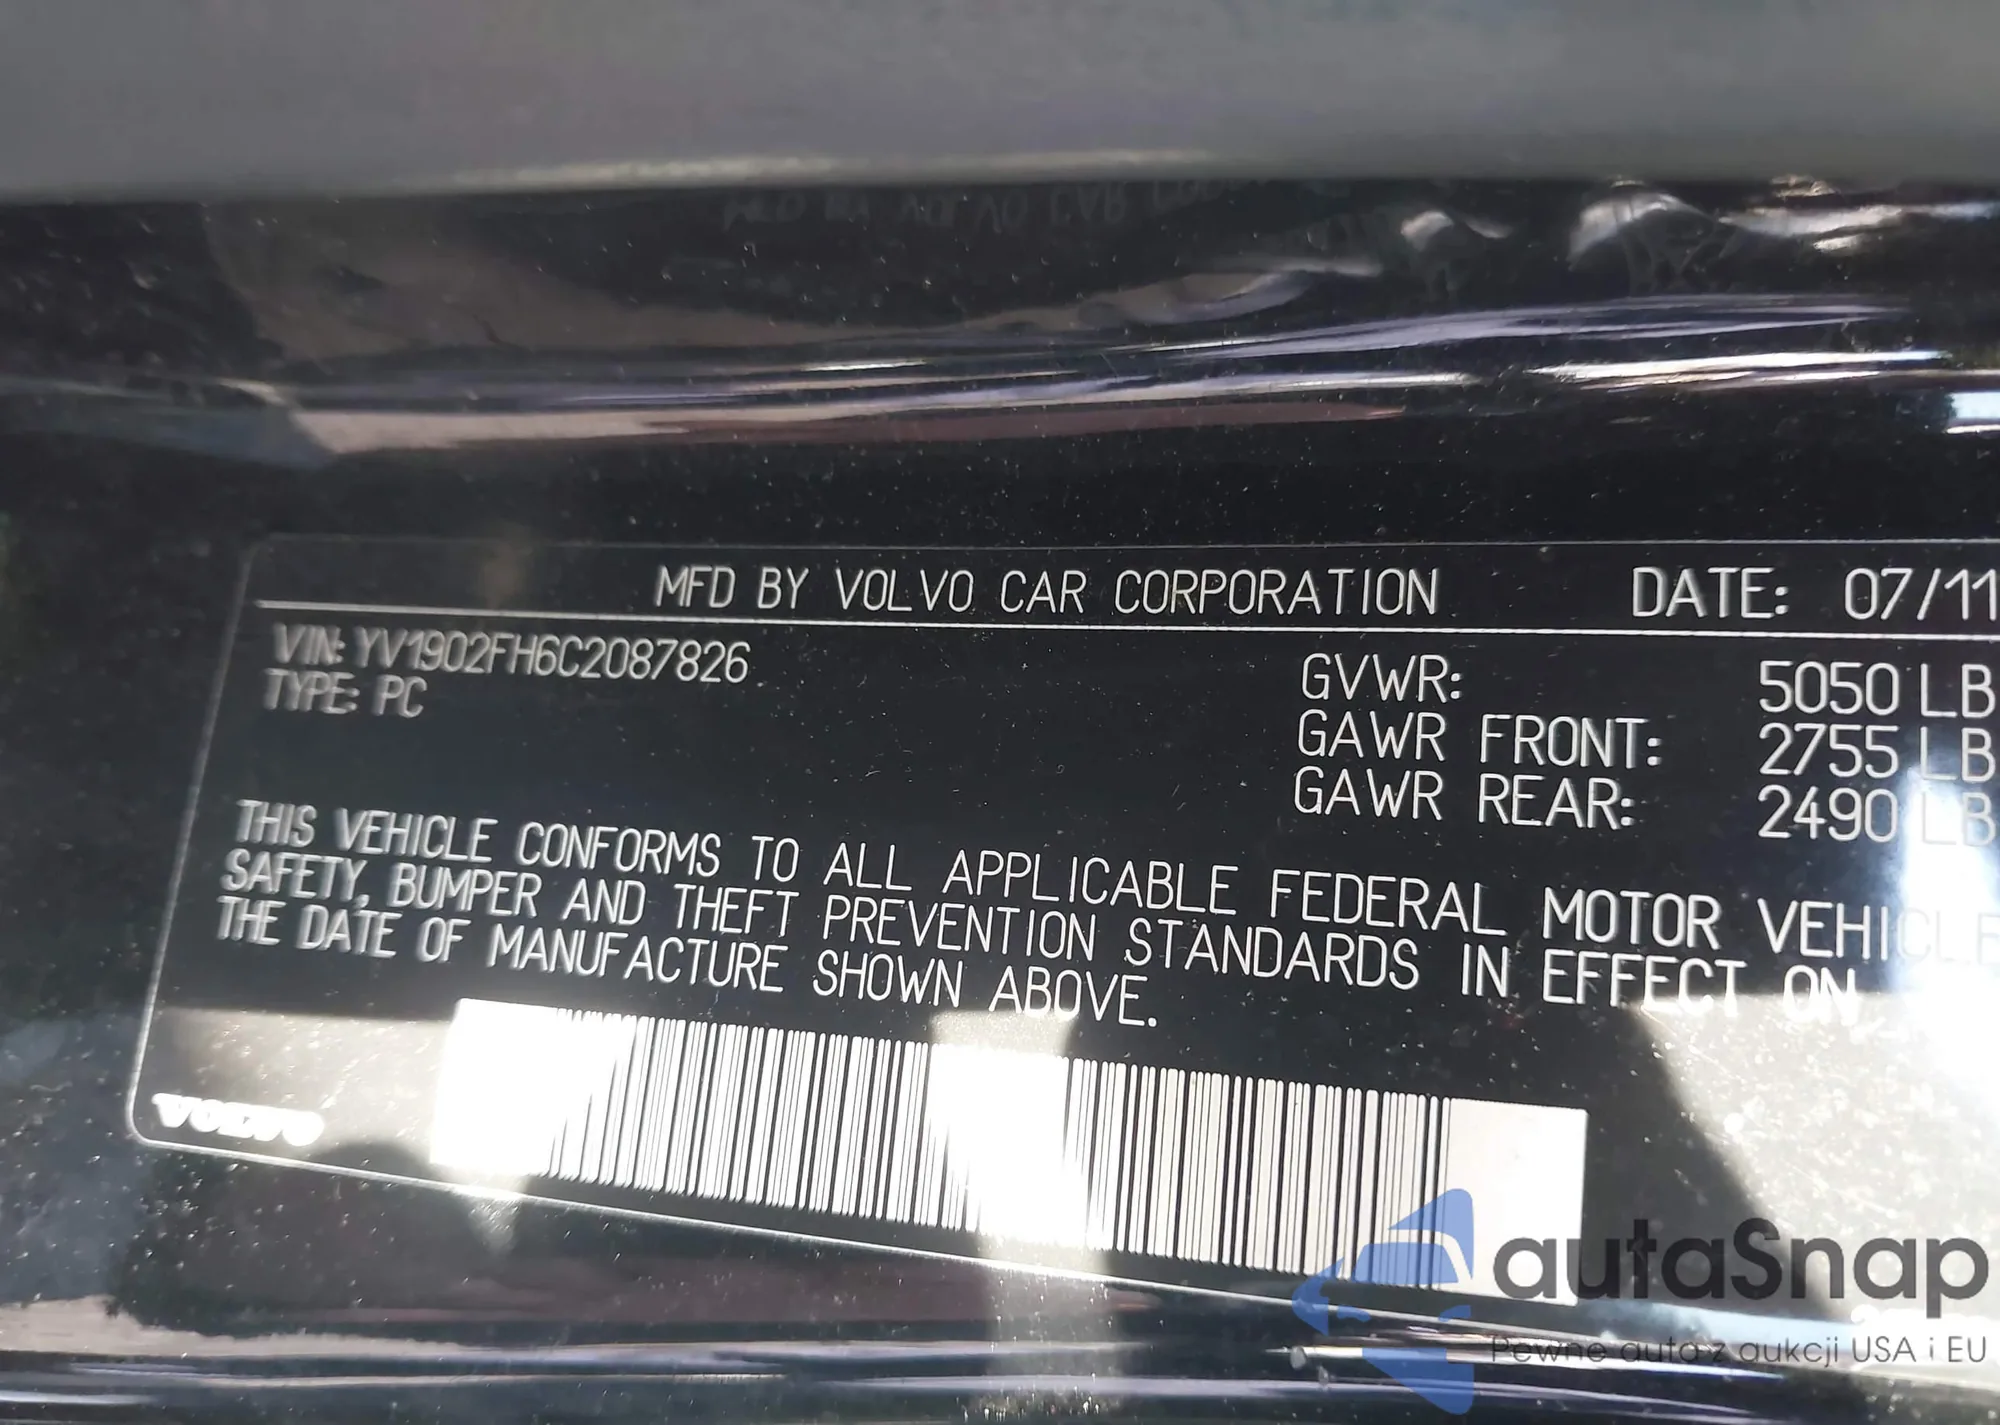 MFD BY VOLVO CAR CORPORATION DATE: 07/11
VIN: YV1902FH6C2087826
TYPE: PC
GVWR: 5050 LB
GAWR FRONT: 2755 LB
GAWR REAR: 2490 LB
THIS VEHICLE CONFORMS TO ALL APPLICABLE FEDERAL MOTOR VEHICLE
SAFETY, BUMPER AND THEFT PREVENTION STANDARDS IN EFFECT ON
THE DATE OF MANUFACTURE SHOWN ABOVE.
VOLVO
autaSnap
Pewne auta z aukcji USA i EU